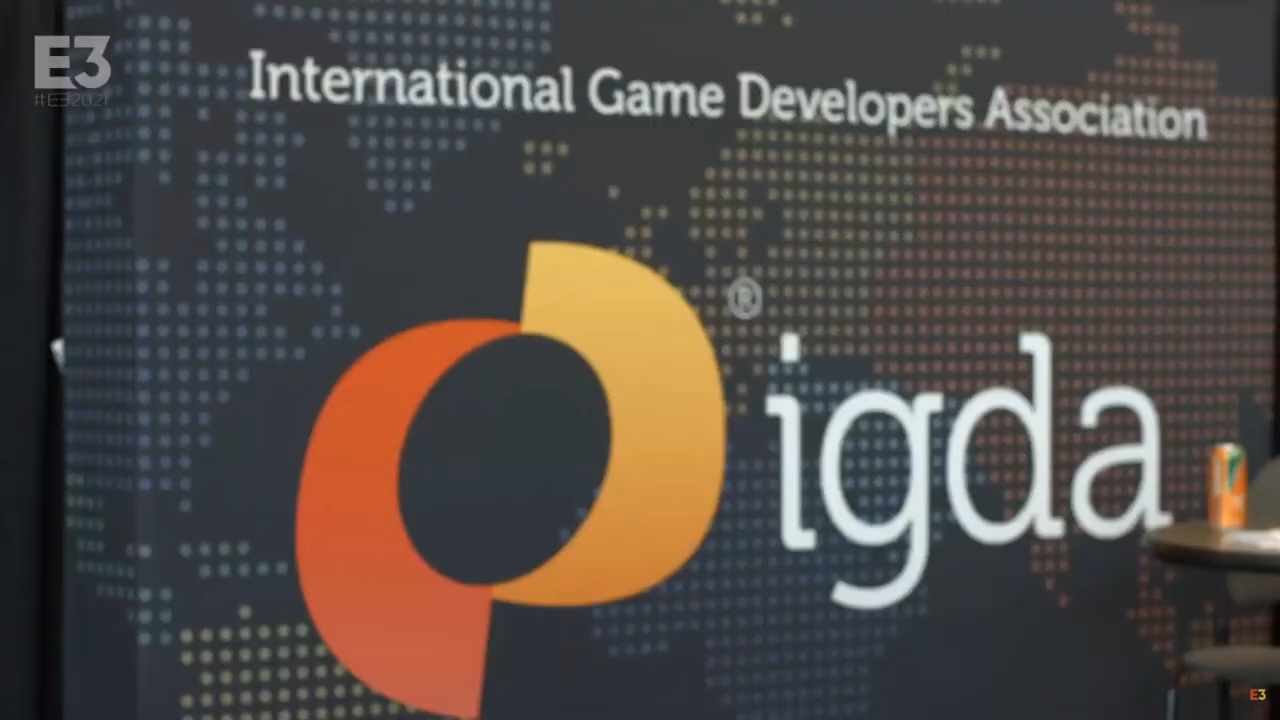 E3
#E32021
International Game Developers Association
®
igda
E3